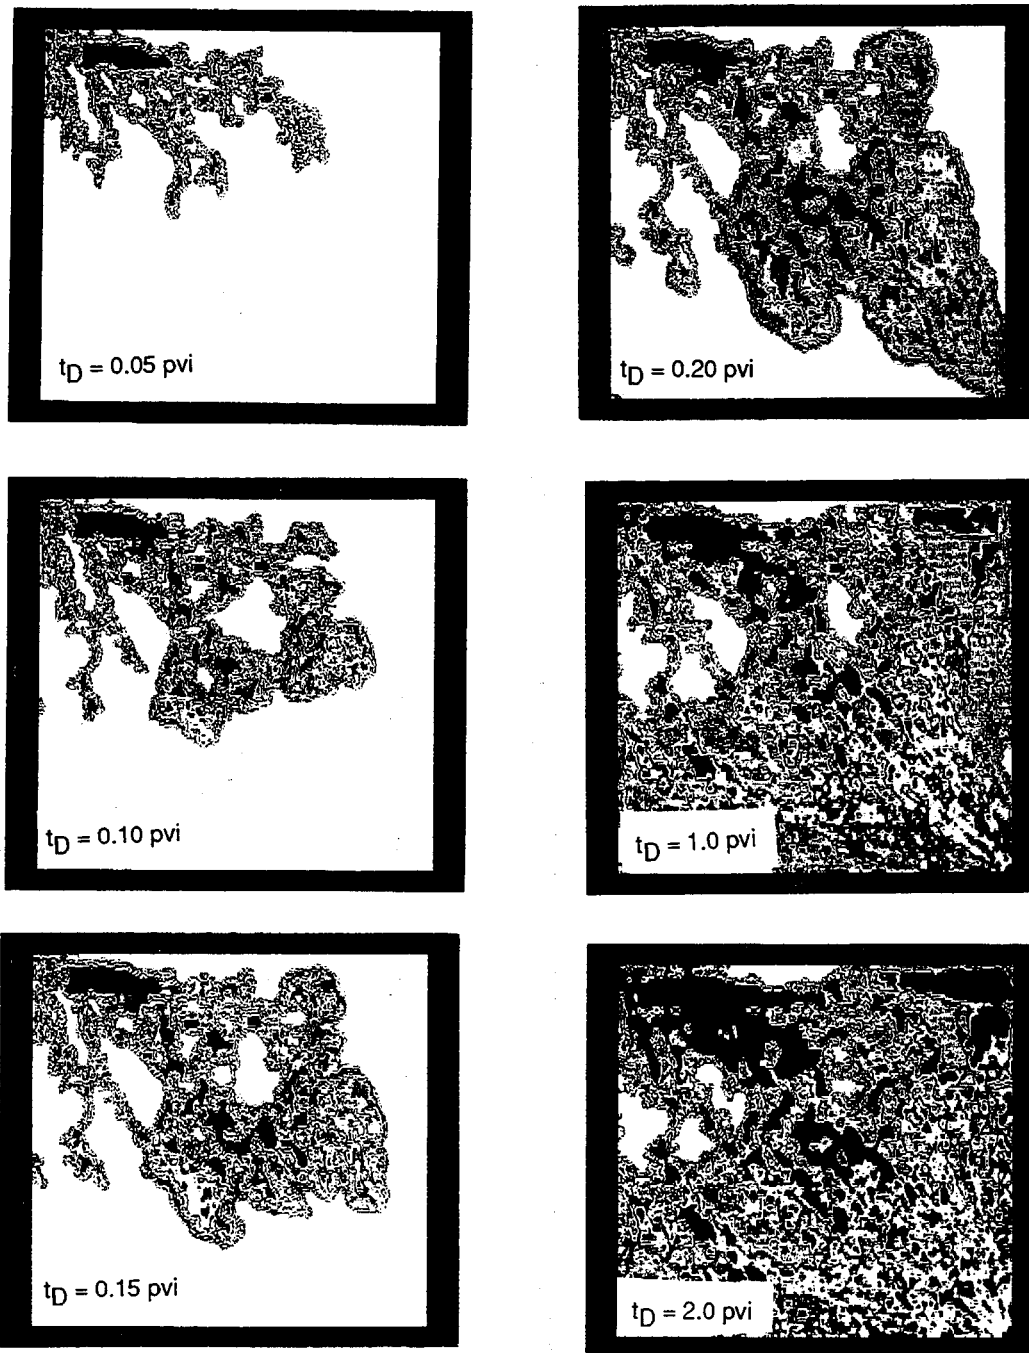 tD = 0.05 pvi
tD = 0.10 pvi
tD = 0.15 pvi
tD = 0.20 pvi
tD = 1.0 pvi
tD = 2.0 pvi